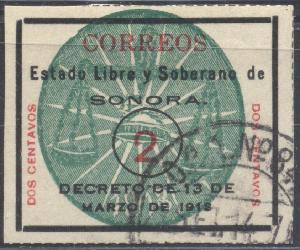 CORREOS
Estado Libre y Soberano de
SONORA.
DOS CENTAVOS
2
DOS CENTAVOS
DECRETO DE 13 DE
MARZO DE 1915